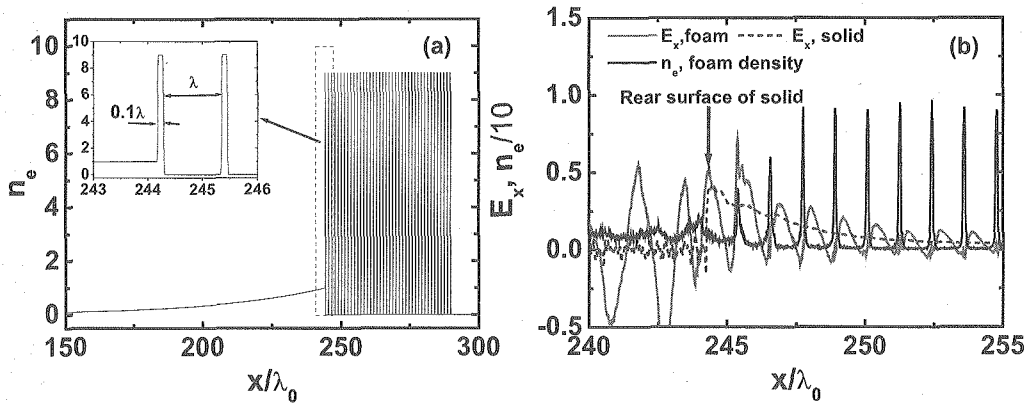 (a)
10
8
6
4
2
0
n_e
10
8
6
4
2
0
λ
0.1λ
243 244 245 246
150 200 250 300
x/λ₀
(b)
1.5
1.0
0.5
0.0
-0.5
E_x, n_e/10
E_x,foam E_x, solid
n_e, foam density
Rear surface of solid
240 245 250 255
x/λ₀